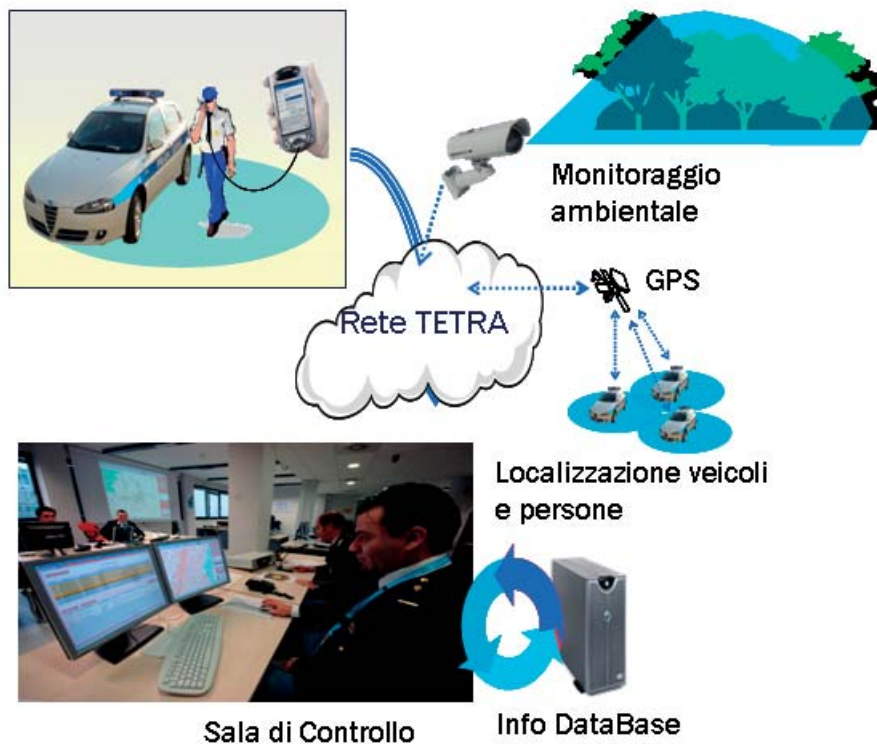 Monitoraggio
ambientale
GPS
Rete TETRA
Localizzazione veicoli
e persone
Sala di Controllo
Info DataBase